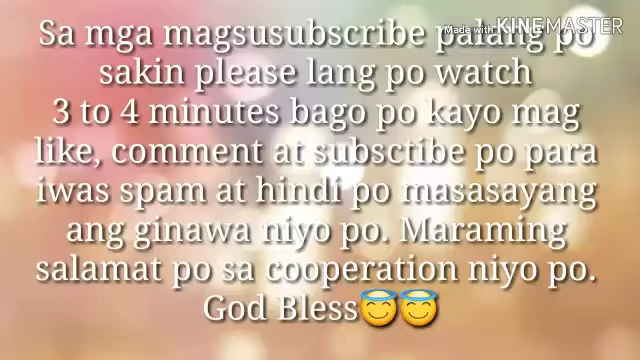 Made with KINEMASTER
Sa mga magsusubscribe palang po
sakin please lang po watch
3 to 4 minutes bago po kayo mag
like, comment at subsctibe po para
iwas spam at hindi po masasayang
ang ginawa niyo po. Maraming
salamat po sa cooperation niyo po.
God Bless😇😇